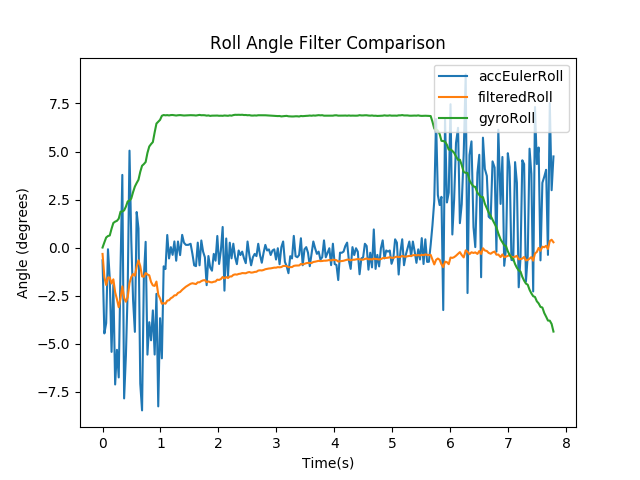 Roll Angle Filter Comparison
accEulerRoll
filteredRoll
gyroRoll
7.5
5.0
2.5
0.0
−2.5
−5.0
−7.5
Angle (degrees)
0 1 2 3 4 5 6 7 8
Time(s)